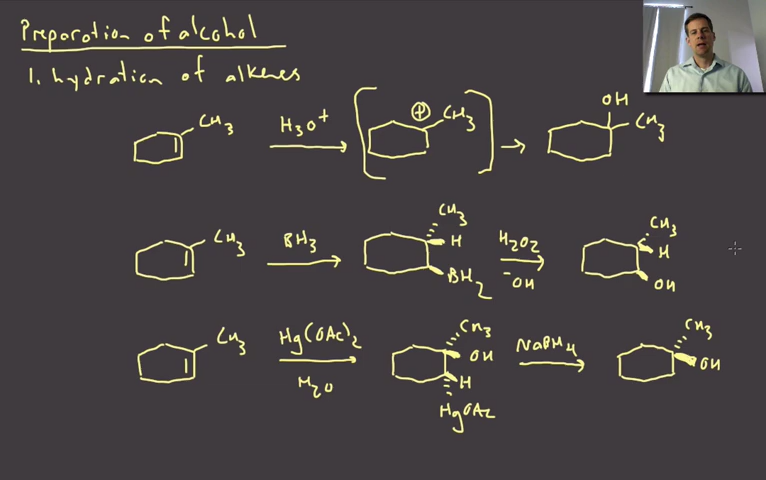 Preparation of alcohol
1. hydration of alkenes
CH3 H3O+ ⊕ CH3 OH CH3
CH3 BH3 CH3 H BH2 H2O2 -OH CH3 H OH
CH3 Hg(OAc)2 H2O CH3 OH H HgOAc NaBH4 CH3 OH